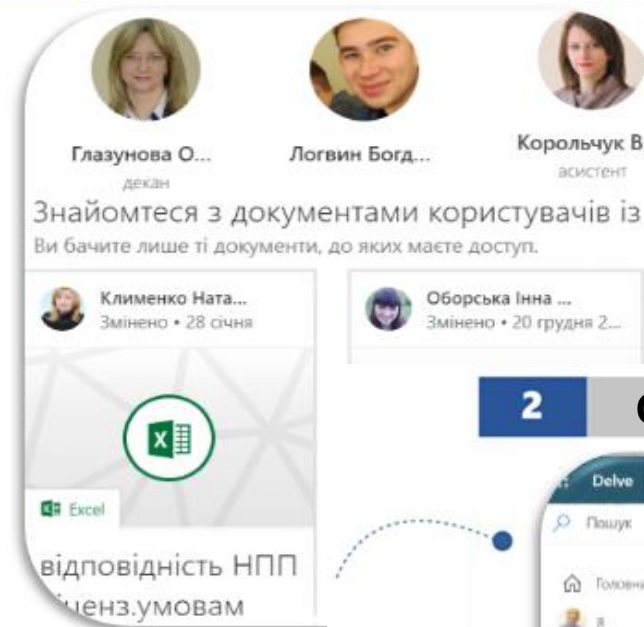 Глазунова О...
декан
Логвин Богд...
Корольчук В
асистент
Знайомтеся з документами користувачів із
Ви бачите лише ті документи, до яких маєте доступ.
Клименко Ната...
Змінено • 28 січня
Оборська Інна ...
Змінено • 20 грудня 2...
Excel
відповідність НПП
ценз.умовам
2
Delve
Пошук
Головна
Я